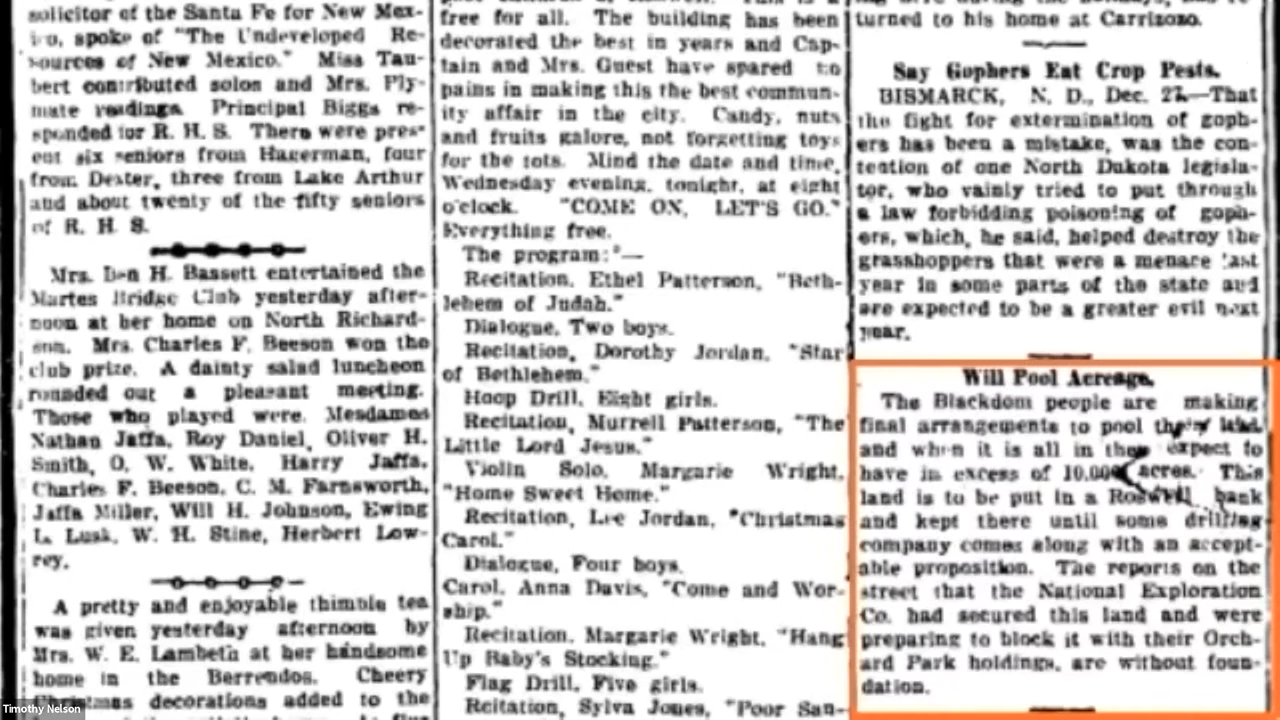 solicitor of the Santa Fe for New Mex-
ico, spoke of "The Undeveloped Re-
sources of New Mexico." Miss Tau-
bert contributed solos and Mrs. Ply-
mate readings. Principal Biggs re-
sponded for R. H. S. There were pres-
ent six seniors from Hagerman, four
from Dexter, three from Lake Arthur
and about twenty of the fifty seniors
of R. H. S.
Mrs. Ben H. Bassett entertained the
Martes Bridge Club yesterday after-
noon at her home on North Richard-
son. Mrs. Charles F. Beeson won the
club prize. A dainty salad luncheon
rounded out a pleasant meeting.
Those who played were. Mesdames
Nathan Jaffa, Roy Daniel, Oliver H.
Smith, O. W. White, Harry Jaffa,
Charles F. Beeson, C. M. Farnsworth,
Jaffa Miller, Will H. Johnson, Ewing
L. Lusk, W. H. Stine, Herbert Low-
rey.
A pretty and enjoyable thimble tea
was given yesterday afternoon by
Mrs. W. E. Lambeth at her handsome
home in the Berrendos. Cheery
Christmas decorations added to the
free for all. The building has been
decorated the best in years and Cap-
tain and Mrs. Guest have spared no
pains in making this the best commun-
ity affair in the city. Candy, nuts
and fruits galore, not forgetting toys
for the tots. Mind the date and time,
Wednesday evening, tonight, at eight
o'clock. "COME ON, LET'S GO."
Everything free.
The program:"—
Recitation, Ethel Patterson, "Beth-
lehem of Judah."
Dialogue, Two boys.
Recitation, Dorothy Jordan, "Star
of Bethlehem."
Hoop Drill, Eight girls.
Recitation, Murrell Patterson, "The
Little Lord Jesus."
Violin Solo, Margarie Wright,
"Home Sweet Home."
Recitation, Lee Jordan, "Christmas
Carol."
Dialogue, Four boys.
Carol, Anna Davis, "Come and Wor-
ship."
Recitation, Margarie Wright, "Hang
Up Baby's Stocking."
Flag Drill, Five girls.
Rcitation, Sylva Jones, "Poor San-
turned to his home at Carrizozo.
Say Gophers Eat Crop Pests.
BISMARCK, N. D., Dec. 27.—That
the fight for extermination of goph-
ers has been a mistake, was the con-
tention of one North Dakota legisla-
tor, who vainly tried to put through
a law forbidding poisoning of goph-
ers, which, he said, helped destroy the
grasshoppers that were a menace last
year in some parts of the state and
are expected to be a greater evil next
year.
Will Pool Acreage.
The Blackdom people are making
final arrangements to pool their land
and when it is all in they expect to
have in excess of 10,000 acres. This
land is to be put in a Roswell bank
and kept there until some drilling
company comes along with an accept-
able proposition. The reports on the
street that the National Exploration
Co. had secured this land and were
preparing to block it with their Orch-
ard Park holdings, are without foun-
dation.
Timothy Nelson